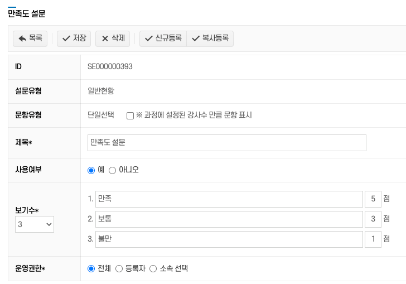 만족도 설문
목록 저장 삭제 신규등록 복사등록
ID SE000000393
설문유형 일반현황
문항유형 단일선택 ※ 과정에 설정된 강사수 만큼 문항 표시
제목* 만족도 설문
사용여부 예 아니오
1. 만족 5 점
보기수*
3
2. 보통 3 점
3. 불만 1 점
운영권한* 전체 등록자 소속 선택